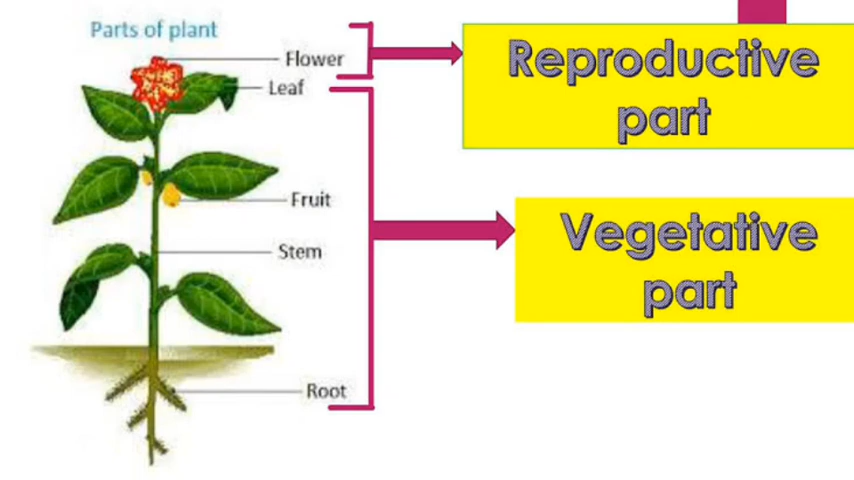 Parts of plant
Flower
Leaf
Fruit
Stem
Root
Reproductive
part
Vegetative
part